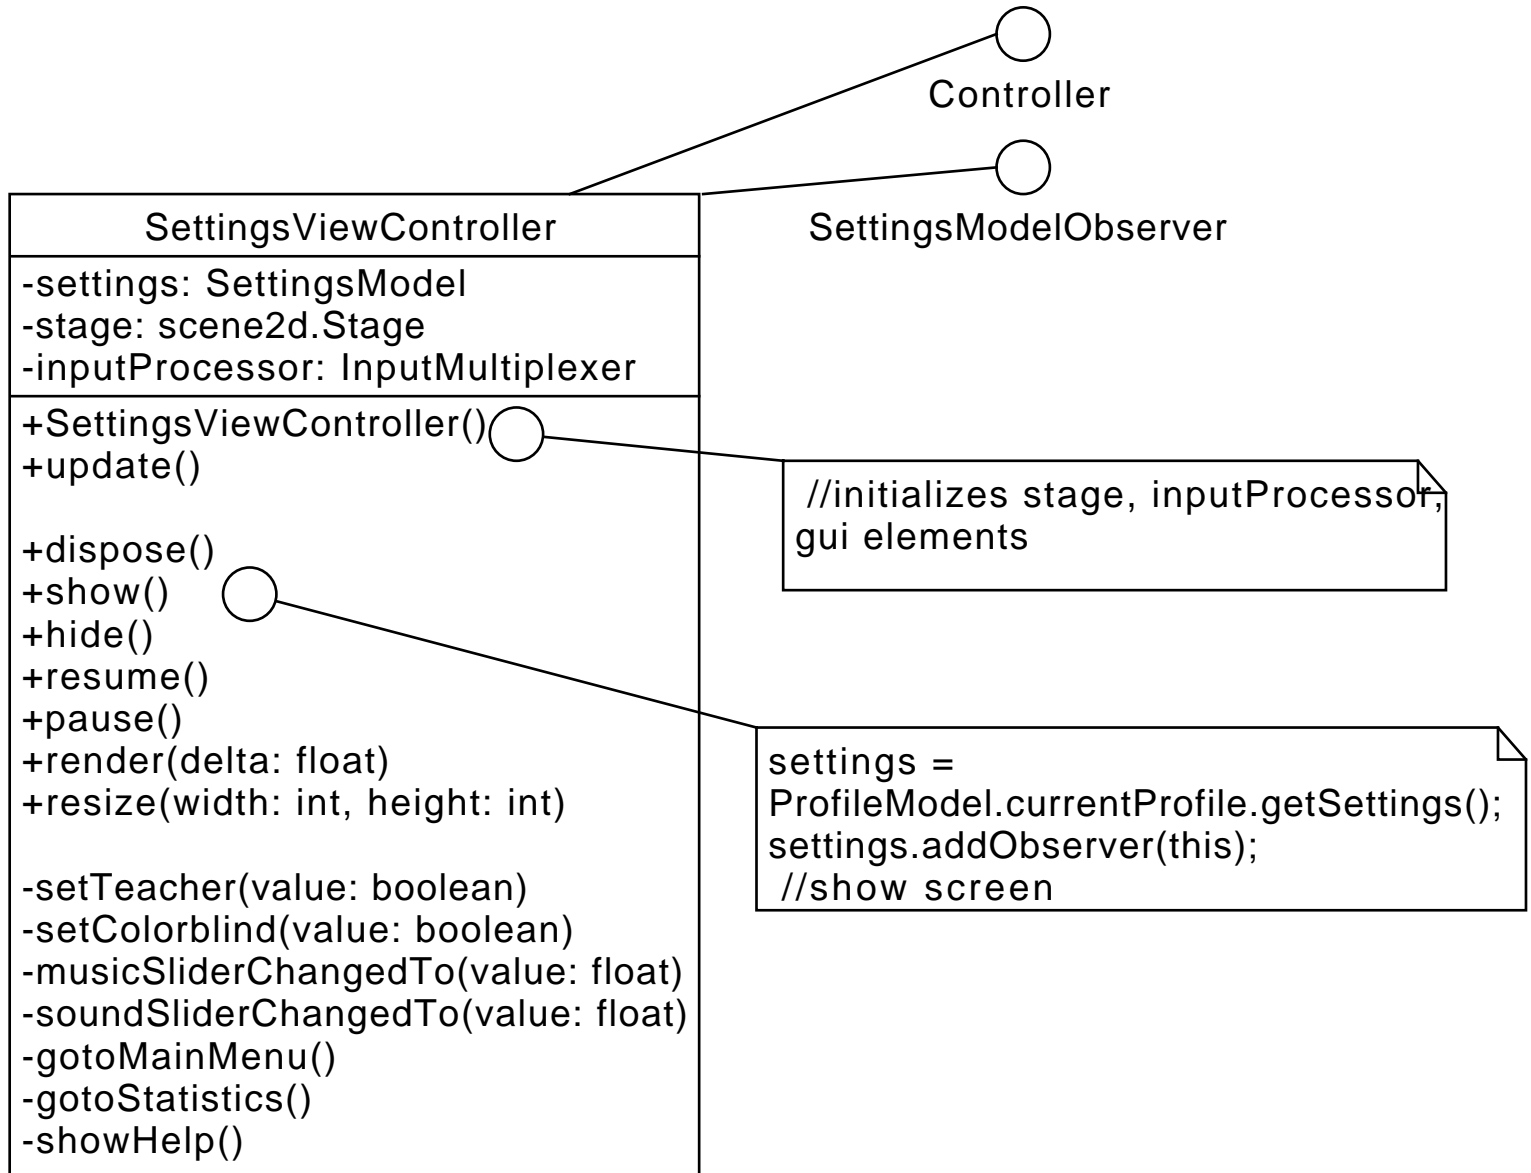 Controller
SettingsModelObserver
SettingsViewController
-settings: SettingsModel
-stage: scene2d.Stage
-inputProcessor: InputMultiplexer
+SettingsViewController()
+update()
+dispose()
+show()
+hide()
+resume()
+pause()
+render(delta: float)
+resize(width: int, height: int)
-setTeacher(value: boolean)
-setColorblind(value: boolean)
-musicSliderChangedTo(value: float)
-soundSliderChangedTo(value: float)
-gotoMainMenu()
-gotoStatistics()
-showHelp()
//initializes stage, inputProcessor,
gui elements
settings =
ProfileModel.currentProfile.getSettings();
settings.addObserver(this);
//show screen